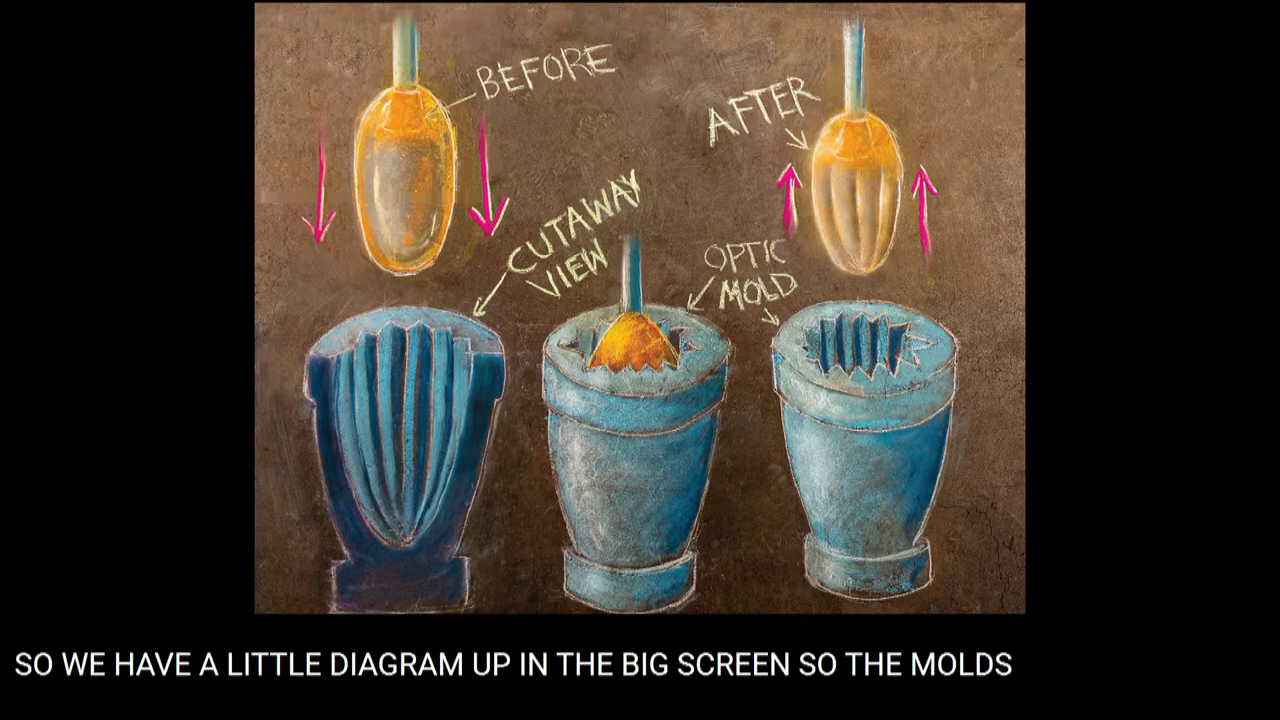 BEFORE
AFTER
CUTAWAY
VIEW
OPTIC
MOLD
SO WE HAVE A LITTLE DIAGRAM UP IN THE BIG SCREEN SO THE MOLDS